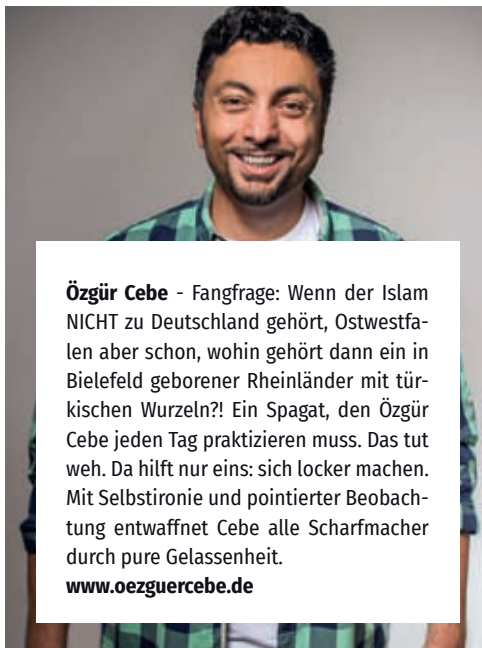 Özgür Cebe - Fangfrage: Wenn der Islam
NICHT zu Deutschland gehört, Ostwestfa-
len aber schon, wohin gehört dann ein in
Bielefeld geborener Rheinländer mit tür-
kischen Wurzeln?! Ein Spagat, den Özgür
Cebe jeden Tag praktizieren muss. Das tut
weh. Da hilft nur eins: sich locker machen.
Mit Selbstironie und pointierter Beobach-
tung entwaffnet Cebe alle Scharfmacher
durch pure Gelassenheit.
www.oezguercebe.de